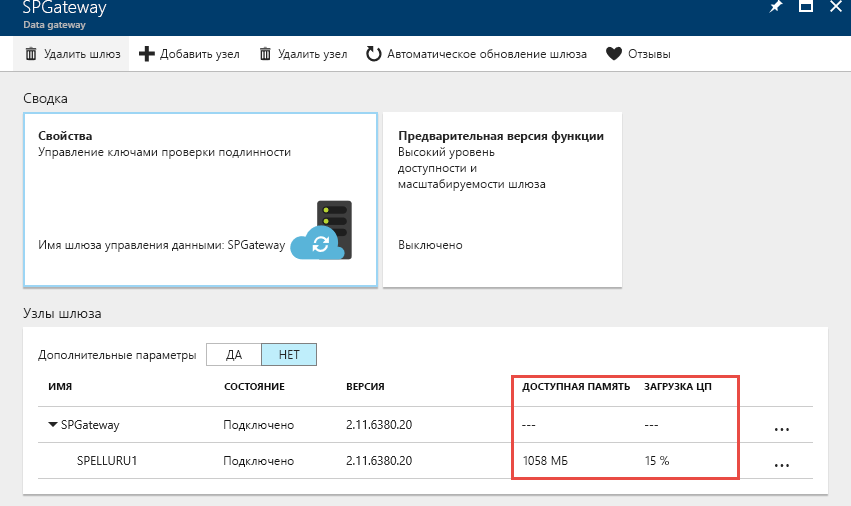 SPGateway
Data gateway
Удалить шлюз Добавить узел Удалить узел Автоматическое обновление шлюза Отзывы
Сводка
Свойства
Управление ключами проверки подлинности
Имя шлюза управления данными: SPGateway
Предварительная версия функции
Высокий уровень
доступности и
масштабируемости шлюза
Выключено
Узлы шлюза
Дополнительные параметры ДА НЕТ
ИМЯ СОСТОЯНИЕ ВЕРСИЯ ДОСТУПНАЯ ПАМЯТЬ ЗАГРУЗКА ЦП
SPGateway Подключено 2.11.6380.20 --- --- ...
SPELLURU1 Подключено 2.11.6380.20 1058 МБ 15 % ...